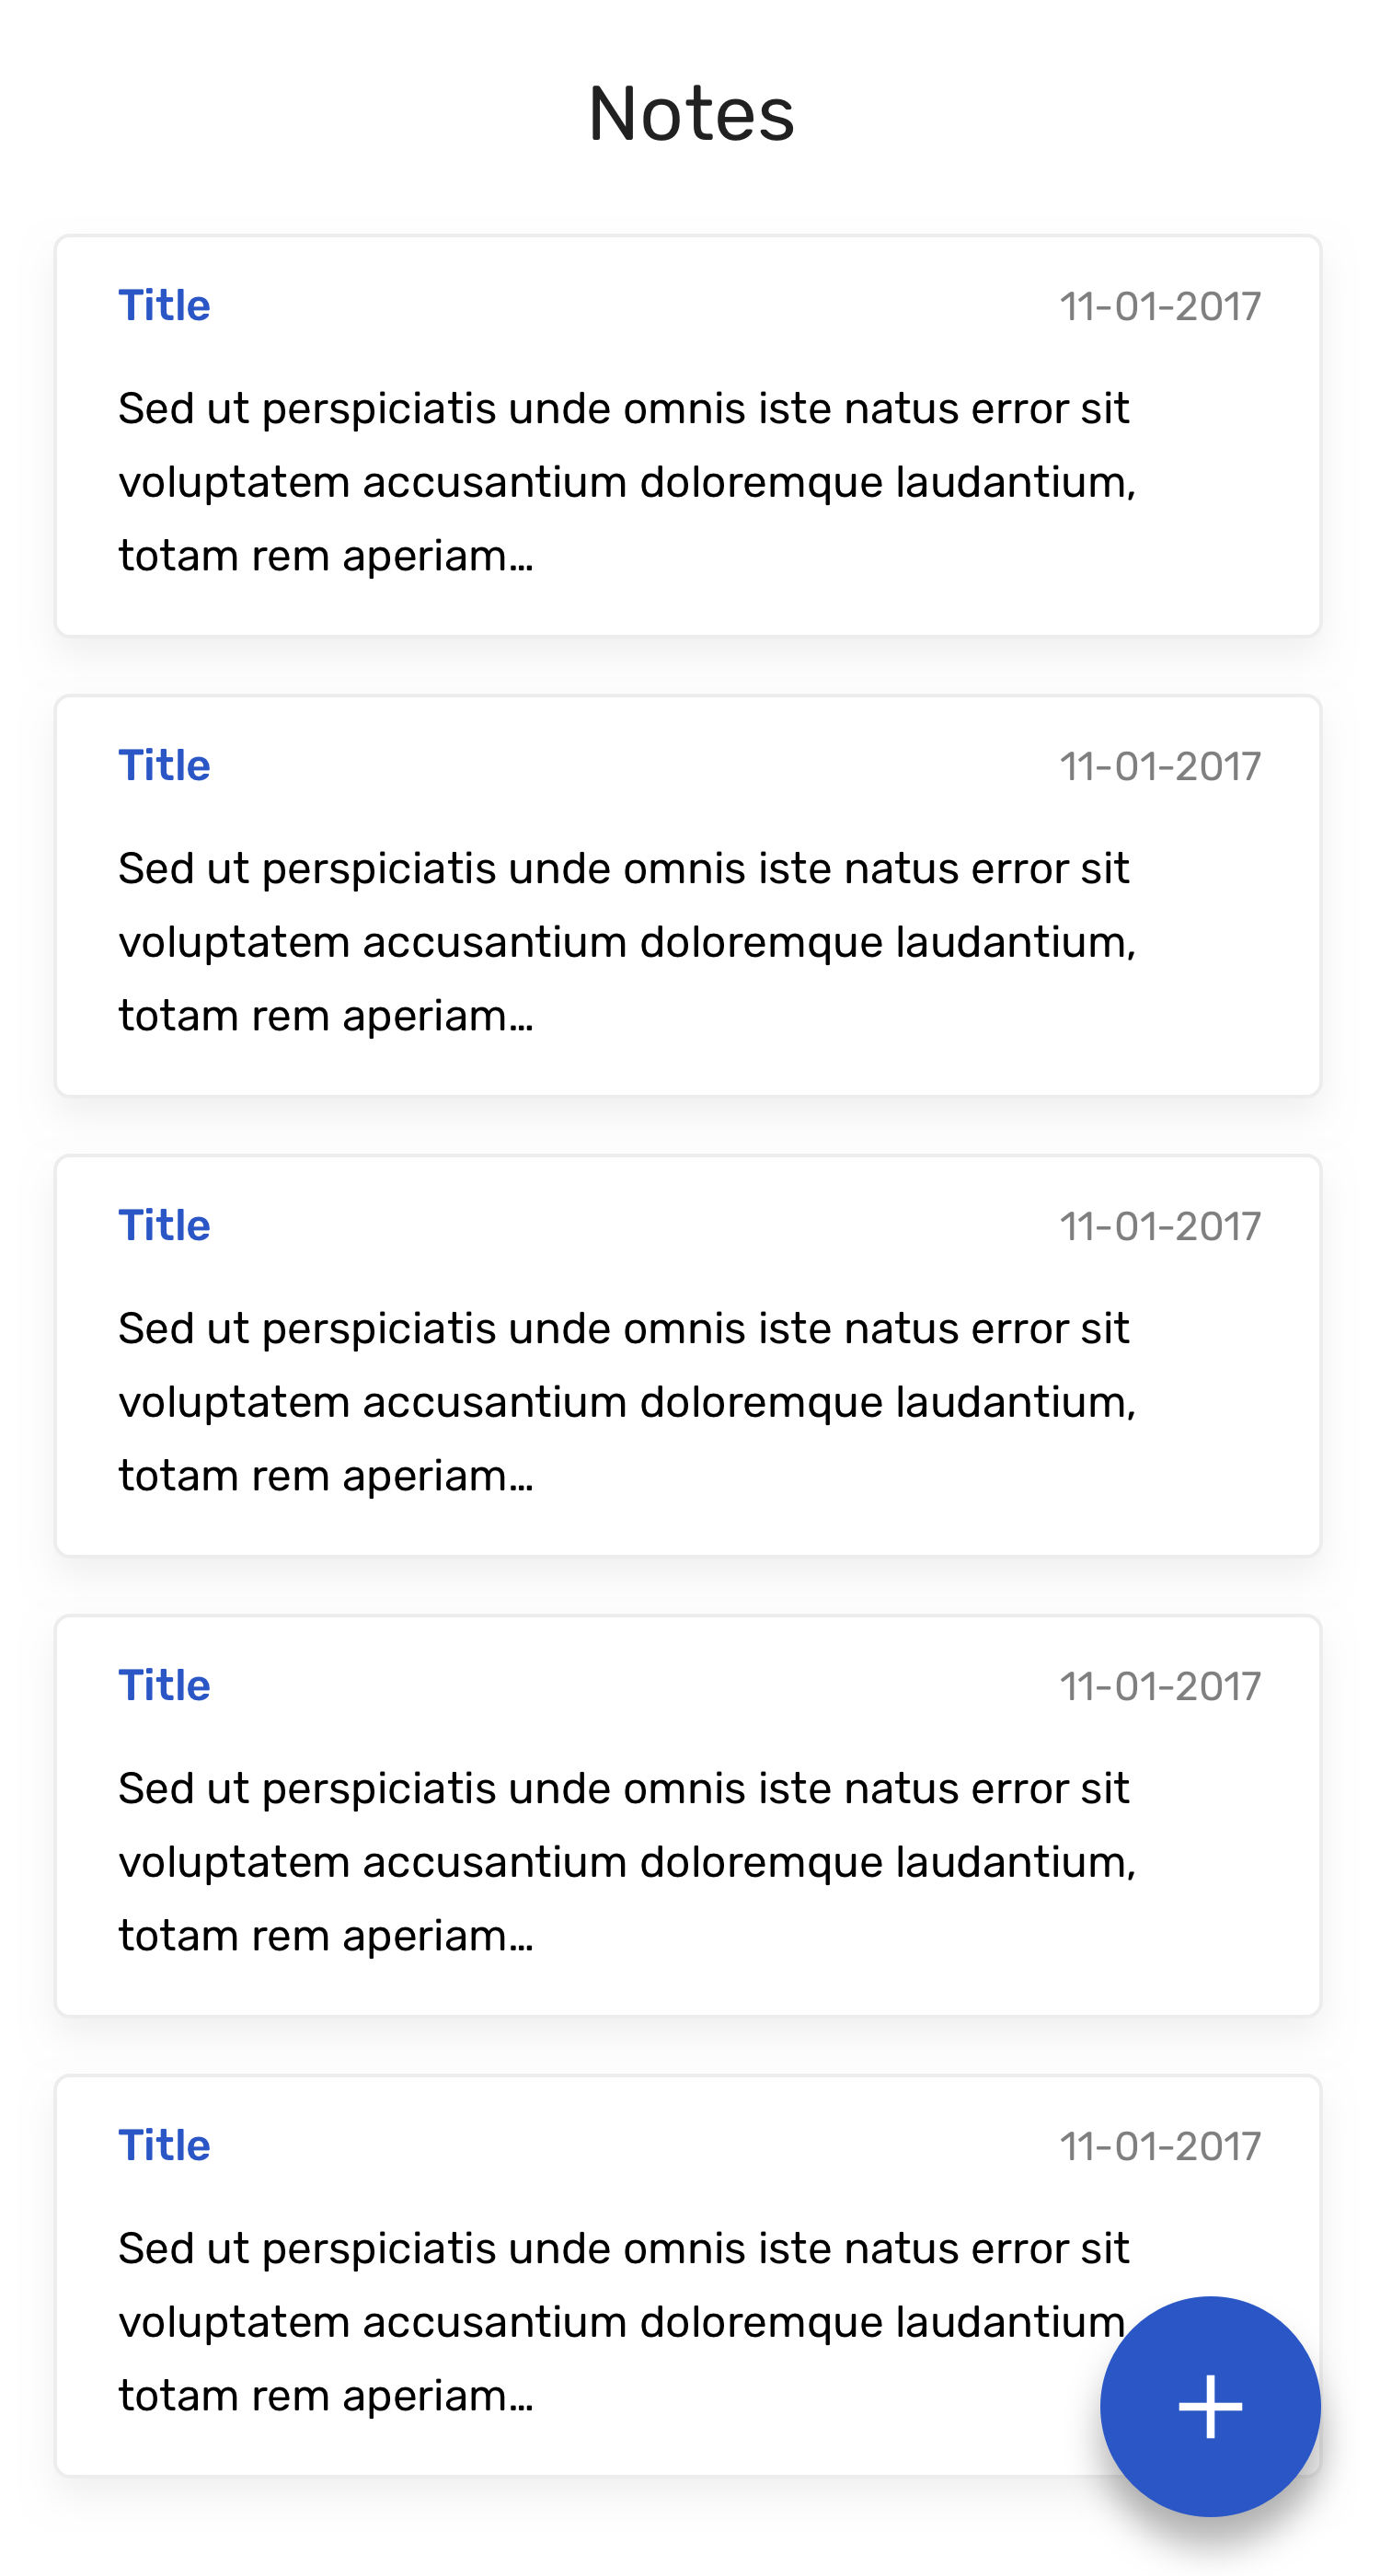 Notes
Title 11-01-2017
Sed ut perspiciatis unde omnis iste natus error sit
voluptatem accusantium doloremque laudantium,
totam rem aperiam...
Title 11-01-2017
Sed ut perspiciatis unde omnis iste natus error sit
voluptatem accusantium doloremque laudantium,
totam rem aperiam...
Title 11-01-2017
Sed ut perspiciatis unde omnis iste natus error sit
voluptatem accusantium doloremque laudantium,
totam rem aperiam...
Title 11-01-2017
Sed ut perspiciatis unde omnis iste natus error sit
voluptatem accusantium doloremque laudantium,
totam rem aperiam...
Title 11-01-2017
Sed ut perspiciatis unde omnis iste natus error sit
voluptatem accusantium doloremque laudantium
totam rem aperiam...
+